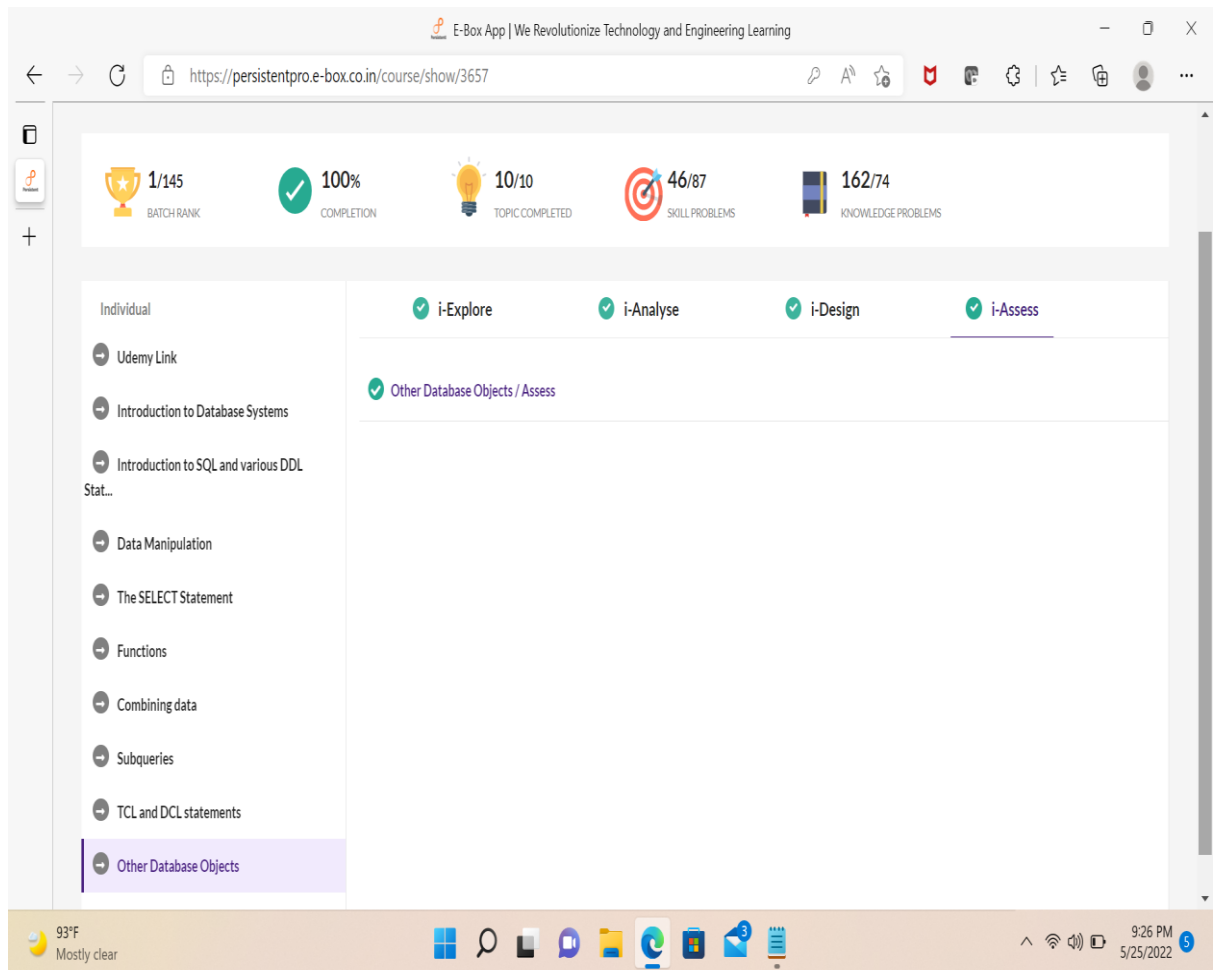 E-Box App | We Revolutionize Technology and Engineering Learning
https://persistentpro.e-box.co.in/course/show/3657
1/145
BATCH RANK
100%
COMPLETION
10/10
TOPIC COMPLETED
46/87
SKILL PROBLEMS
162/74
KNOWLEDGE PROBLEMS
Individual
Udemy Link
Introduction to Database Systems
Introduction to SQL and various DDL
Stat...
Data Manipulation
The SELECT Statement
Functions
Combining data
Subqueries
TCL and DCL statements
Other Database Objects
i-Explore
i-Analyse
i-Design
i-Assess
Other Database Objects / Assess
93°F
Mostly clear
3
9:26 PM
5/25/2022
5